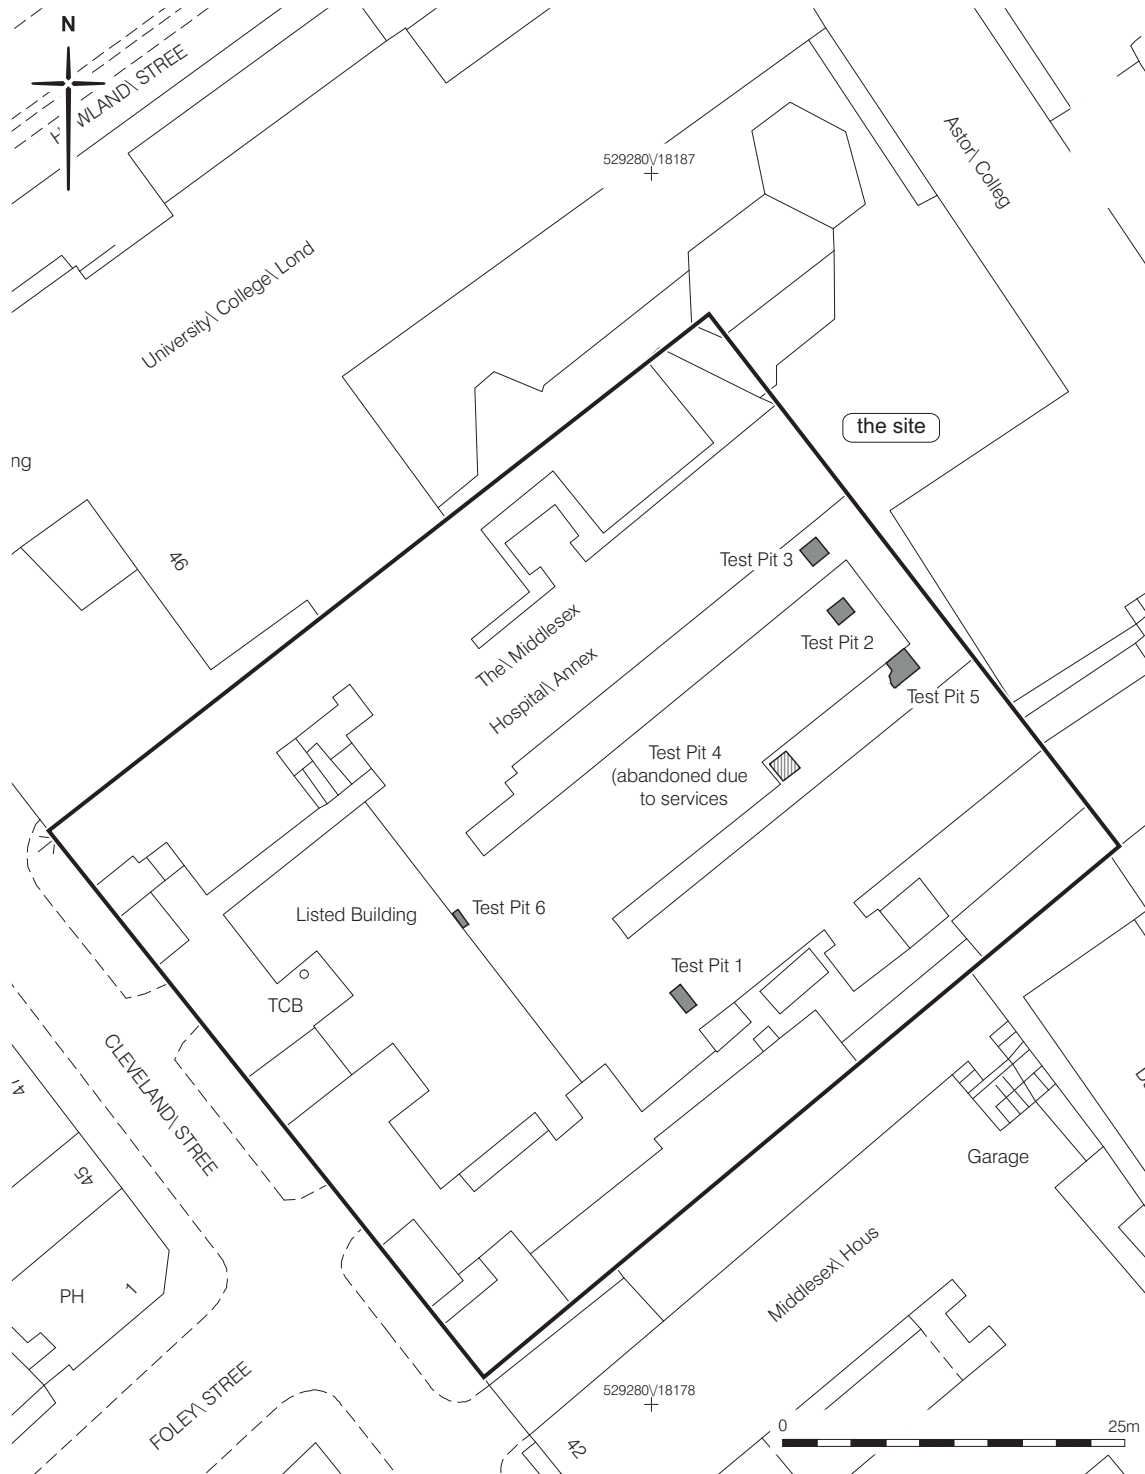 N
H WLAND\ STREE
529280\/18187
Astor\ Colleg
University\ College\ Lond
the site
ng
46
Test Pit 3
Test Pit 2
The\ Middlesex
Hospital\ Annex
Test Pit 5
Test Pit 4
(abandoned due
to services
Listed Building
Test Pit 6
Test Pit 1
TCB
CLEVELAND\ STREE
45
Garage
PH
1
Middlesex\ Hous
FOLEY\ STREE
529280\/18178
42
0
25m